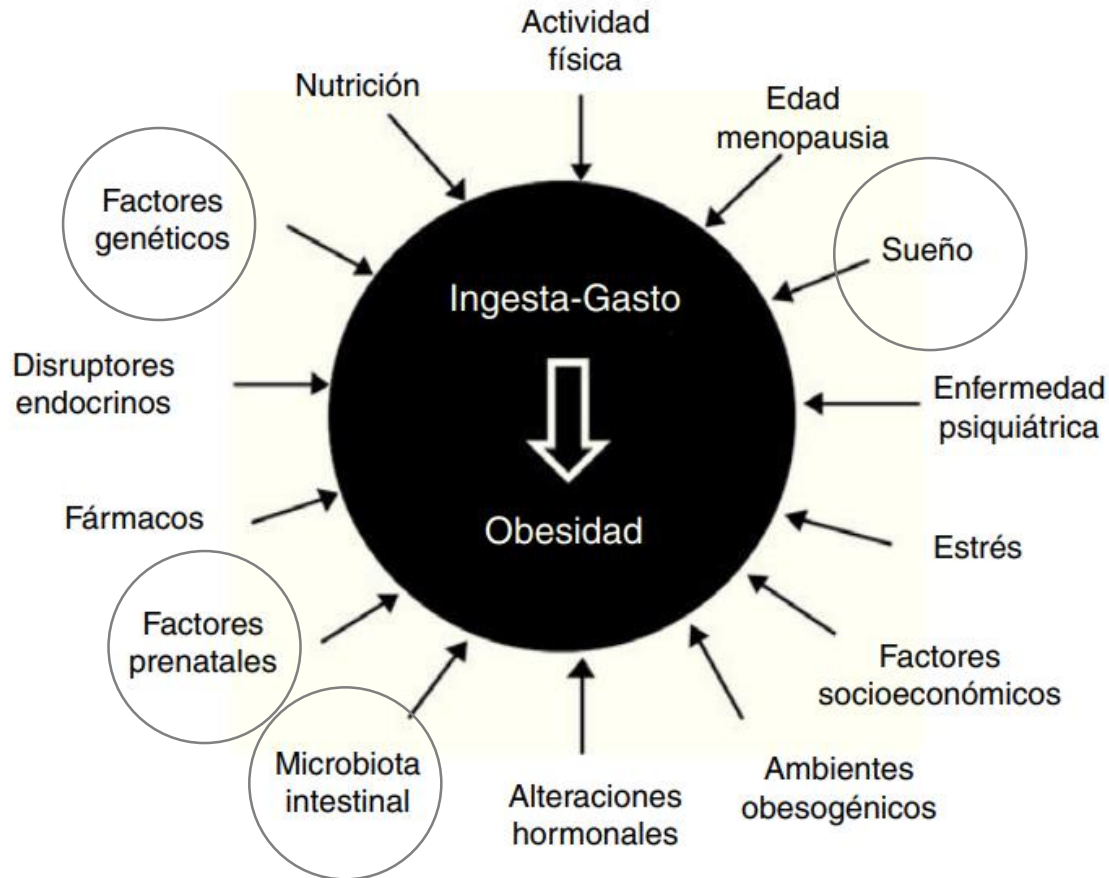 Actividad
física
Nutrición
Edad
menopausia
Factores
genéticos
Sueño
Ingesta-Gasto
Disruptores
endocrinos
Enfermedad
psiquiátrica
Fármacos
Obesidad
Estrés
Factores
prenatales
Factores
socioeconómicos
Microbiota
intestinal
Alteraciones
hormonales
Ambientes
obesogénicos